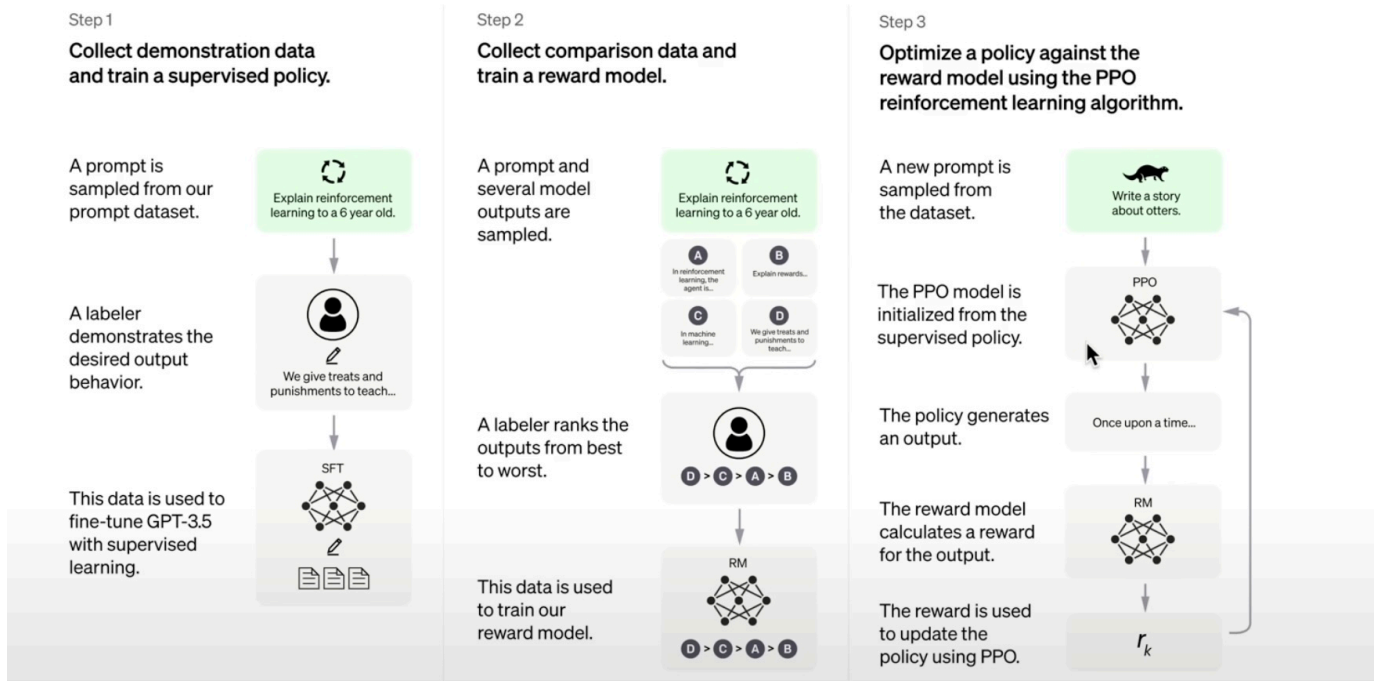 Step 1
Collect demonstration data
and train a supervised policy.
A prompt is
sampled from our
prompt dataset.
Explain reinforcement
learning to a 6 year old.
A labeler
demonstrates the
desired output
behavior.
We give treats and
punishments to teach...
SFT
This data is used to
fine-tune GPT-3.5
with supervised
learning.
Step 2
Collect comparison data and
train a reward model.
A prompt and
several model
outputs are
sampled.
Explain reinforcement
learning to a 6 year old.
A
In reinforcement
learning, the
agent is...
B
Explain rewards...
C
In machine
learning...
D
We give treats and
punishments to
teach...
A labeler ranks the
outputs from best
to worst.
D > C > A > B
RM
This data is used
to train our
reward model.
D > C > A > B
Step 3
Optimize a policy against the
reward model using the PPO
reinforcement learning algorithm.
A new prompt is
sampled from
the dataset.
Write a story
about otters.
PPO
The PPO model is
initialized from the
supervised policy.
The policy generates
an output.
Once upon a time...
RM
The reward model
calculates a reward
for the output.
The reward is used
to update the
policy using PPO.
rₖ